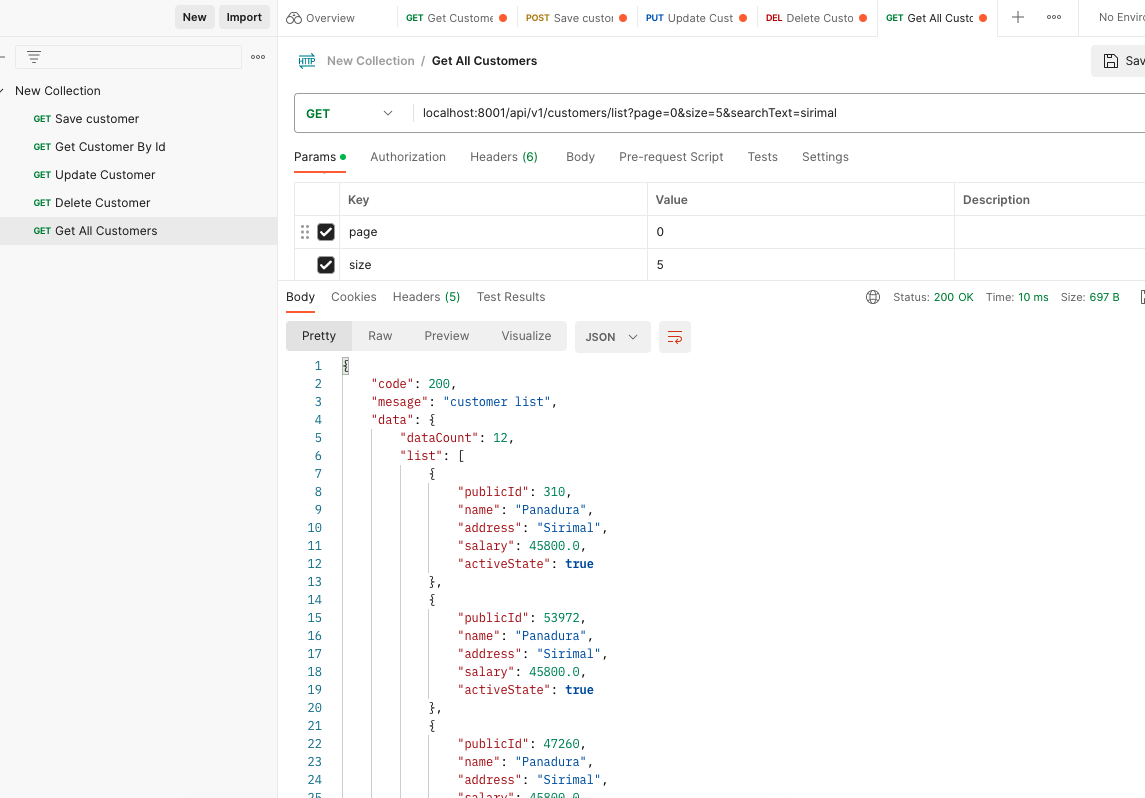 New Import
Overview
GET Get Custome
POST Save custor
PUT Update Cust
DEL Delete Custo
GET Get All Custo
No Enviro
New Collection / Get All Customers
Sav
New Collection
GET Save customer
GET Get Customer By Id
GET Update Customer
GET Delete Customer
GET Get All Customers
HTTP
GET localhost:8001/api/v1/customers/list?page=0&size=5&searchText=sirimal
Params Authorization Headers (6) Body Pre-request Script Tests Settings
Key Value Description
page 0
size 5
Body Cookies Headers (5) Test Results Status: 200 OK Time: 10 ms Size: 697 B
Pretty Raw Preview Visualize JSON
1 {
2 "code": 200,
3 "mesage": "customer list",
4 "data": {
5 "dataCount": 12,
6 "list": [
7 {
8 "publicId": 310,
9 "name": "Panadura",
10 "address": "Sirimal",
11 "salary": 45800.0,
12 "activeState": true
13 },
14 {
15 "publicId": 53972,
16 "name": "Panadura",
17 "address": "Sirimal",
18 "salary": 45800.0,
19 "activeState": true
20 },
21 {
22 "publicId": 47260,
23 "name": "Panadura",
24 "address": "Sirimal",
25 "salary": 45800.0